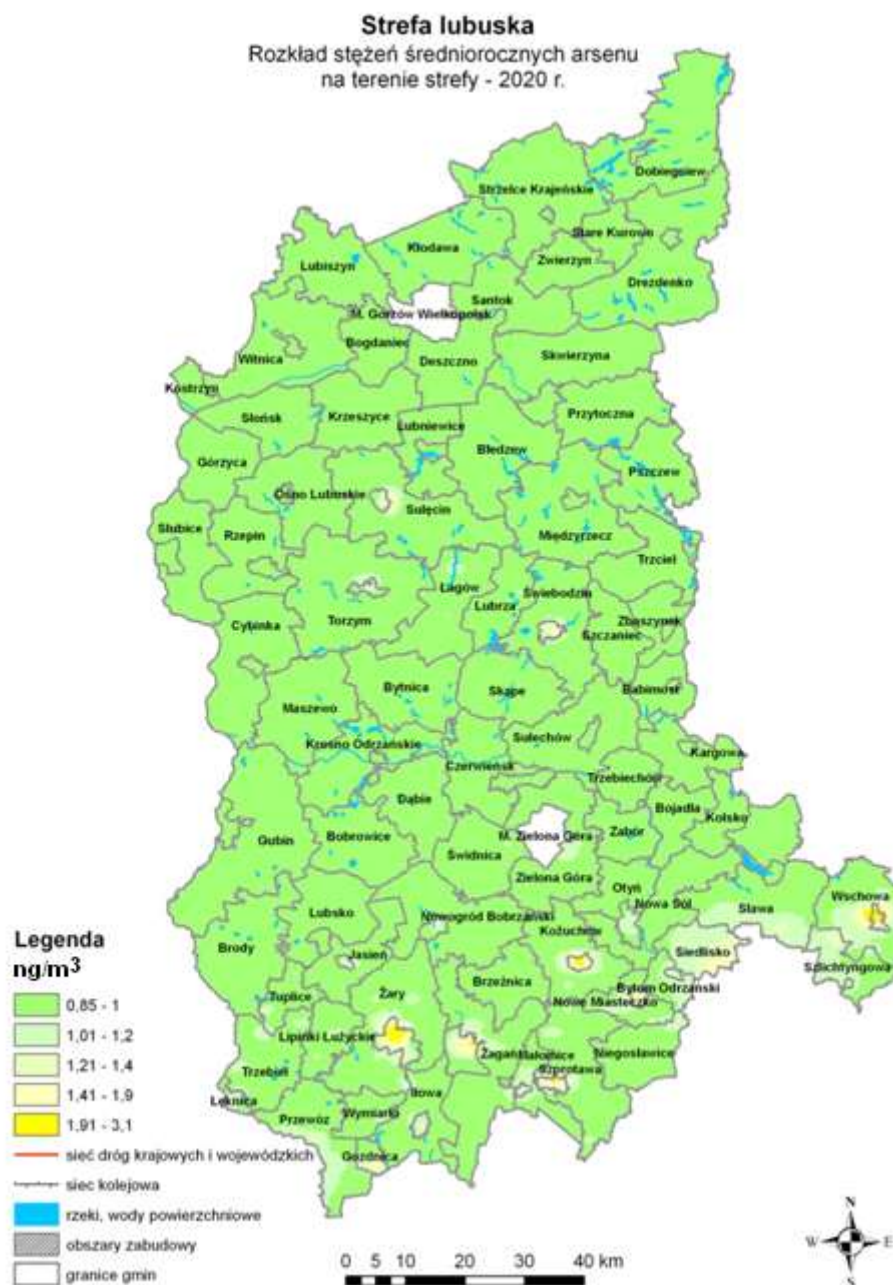 Strefa lubuska
Rozkład stężeń średniorocznych arsenu
na terenie strefy - 2020 r.
Dobiegniew
Strzelce Krajeńskie
Stare Kurowo
Kłodawa
Zwierzyn
Lubiszyn
Drezdenko
Santok
M. Gorzów Wielkopolsk
Bogdaniec
Deszczno
Skwierzyna
Witnica
Kostrzyn
Słońsk
Krzeszyce
Lubniewice
Przytoczna
Bledzew
Górzyca
Pszczew
Ośno Lubuskie
Sulęcin
Słubice
Rzepin
Międzyrzecz
Trzciel
Łagów
Świebodzin
Lubrza
Torzym
Cybinka
Zbąszynek
Szczaniec
Babimost
Bytnica
Skąpe
Maszewo
Sulechów
Krosno Odrzańskie
Kargowa
Czerwieńsk
Trzebiechów
Dąbie
Bojadła
Kolsko
Gubin
Bobrowice
M. Zielona Góra
Zabór
Świdnica
Zielona Góra
Otyń
Wschowa
Nowa Sól
Sława
Lubsko
Nowogród Bobrzański
Kożuchów
Brody
Siedlisko
Jasień
Szlichtyngowa
Brzeźnica
Bytom Odrzański
Tuplice
Żary
Nowe Miasteczko
Lipinki Łużyckie
Żagań
Małomice
Niegosławice
Szprotawa
Trzebiel
Iłowa
Łęknica
Przewóz
Wymiarki
Gozdnica
Legenda
ng/m³
0,85 - 1
1,01 - 1,2
1,21 - 1,4
1,41 - 1,9
1,91 - 3,1
sieć dróg krajowych i wojewódzkich
siec kolejowa
rzeki, wody powierzchniowe
obszary zabudowy
granice gmin
0 5 10 20 30 40 km
N
W E
S